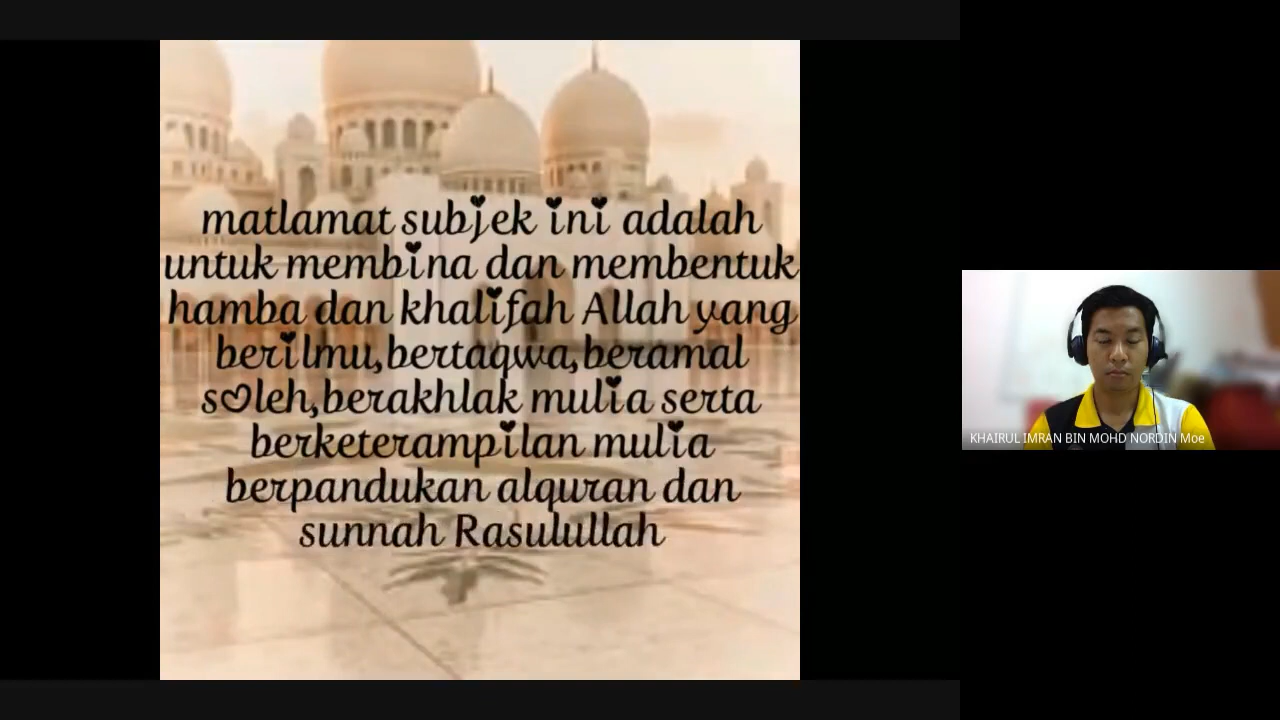 matlamat subjek ini adalah
untuk membina dan membentuk
hamba dan khalifah Allah yang
berilmu,bertaqwa,beramal
soleh,berakhlak mulia serta
berketerampilan mulia
berpandukan alquran dan
sunnah Rasulullah
KHAIRUL IMRAN BIN MOHD NORDIN Moe